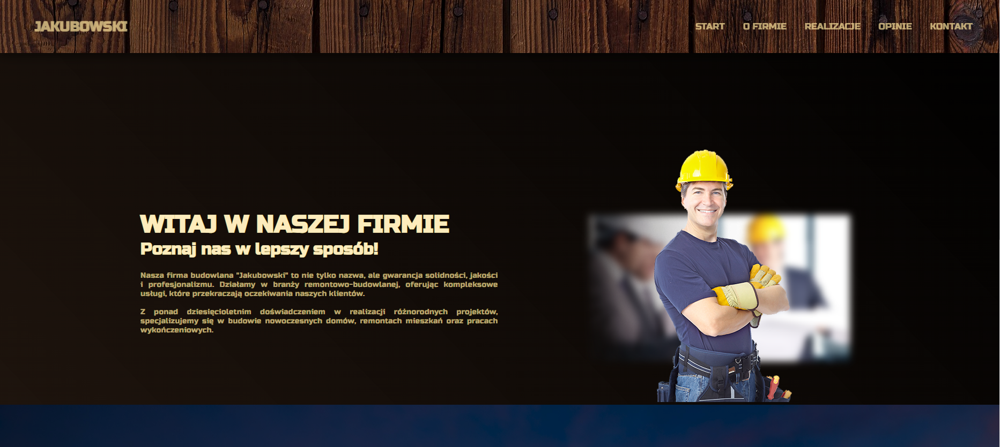 JAKUBOWSKI
START O FIRMIE REALIZACJE OPINIE KONTAKT
WITAJ W NASZEJ FIRMIE
Poznaj nas w lepszy sposób!
Nasza firma budowlana "Jakubowski" to nie tylko nazwa, ale gwarancja solidności, jakości
i profesjonalizmu. Działamy w branży remontowo-budowlanej, oferując kompleksowe
usługi, które przekraczają oczekiwania naszych klientów.
Z ponad dziesięcioletnim doświadczeniem w realizacji różnorodnych projektów,
specjalizujemy się w budowie nowoczesnych domów, remontach mieszkań oraz pracach
wykończeniowych.